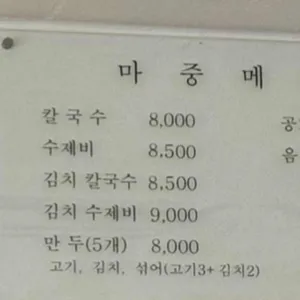 마 중 메
칼국수 8,000 공
수제비 8,500 음
김치 칼국수 8,500
김치 수제비 9,000
만 두(5개) 8,000
고기, 김치, 섞어(고기3+ 김치2)